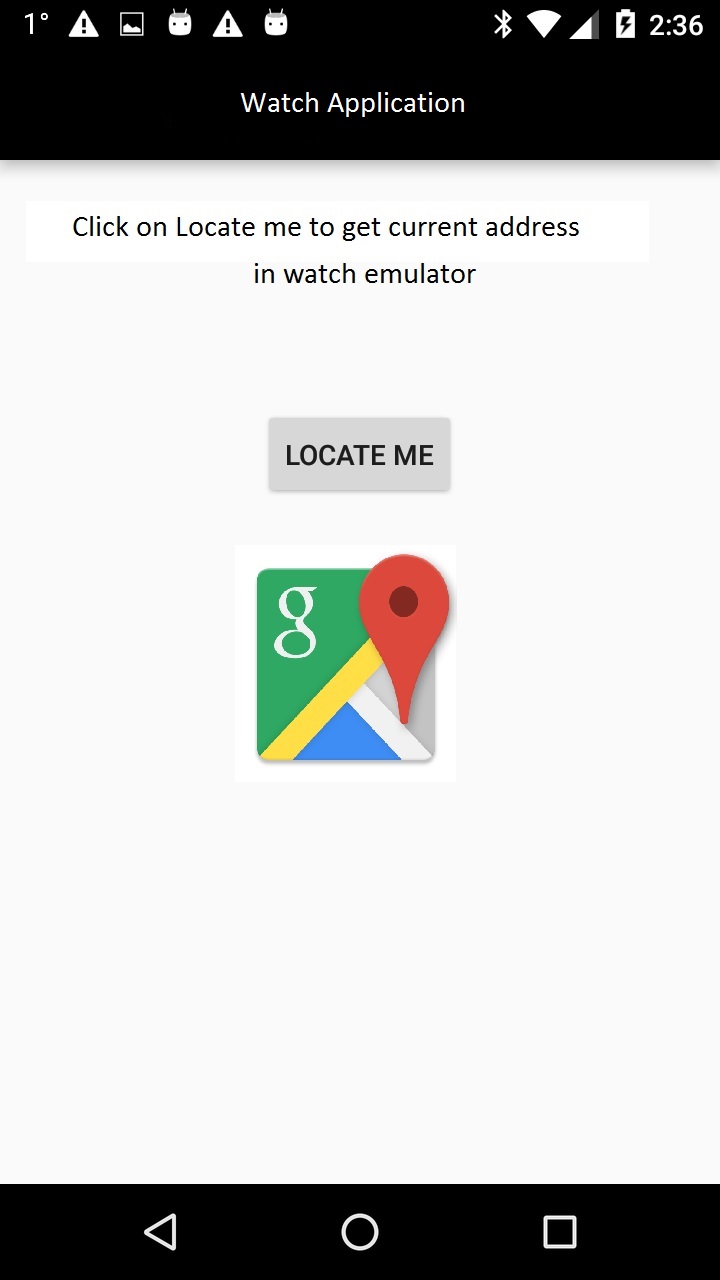 1° 2:36
Watch Application
Click on Locate me to get current address
in watch emulator
LOCATE ME
g